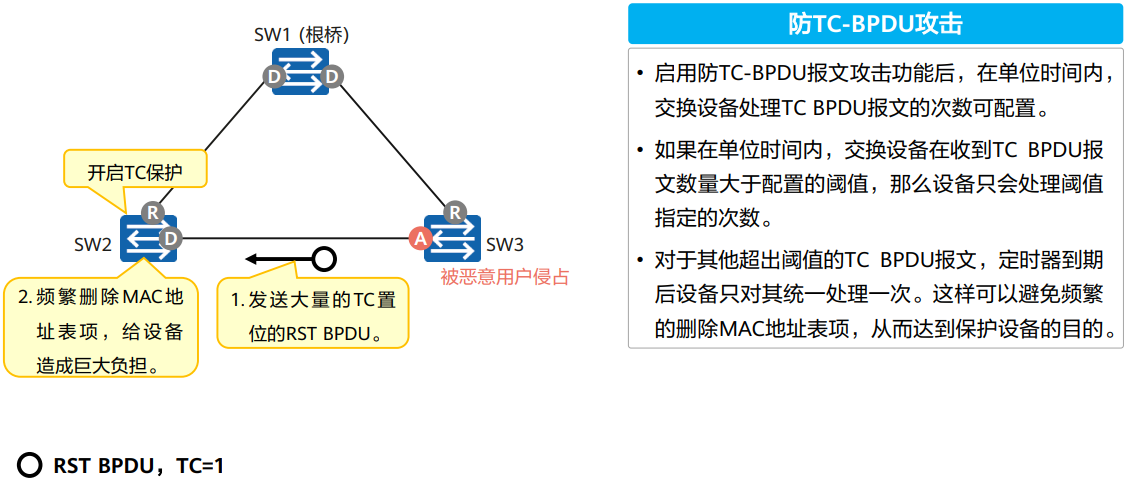 SW1 (根桥)
D
D
开启TC保护
R
R
SW2
D
A
SW3
被恶意用户侵占
2. 频繁删除MAC地
址表项，给设备
造成巨大负担。
1. 发送大量的TC置
位的RST BPDU。
RST BPDU，TC=1
防TC-BPDU攻击
• 启用防TC-BPDU报文攻击功能后，在单位时间内，
交换设备处理TC BPDU报文的次数可配置。
• 如果在单位时间内，交换设备在收到TC BPDU报
文数量大于配置的阈值，那么设备只会处理阈值
指定的次数。
• 对于其他超出阈值的TC BPDU报文，定时器到期
后设备只对其统一处理一次。这样可以避免频繁
的删除MAC地址表项，从而达到保护设备的目的。